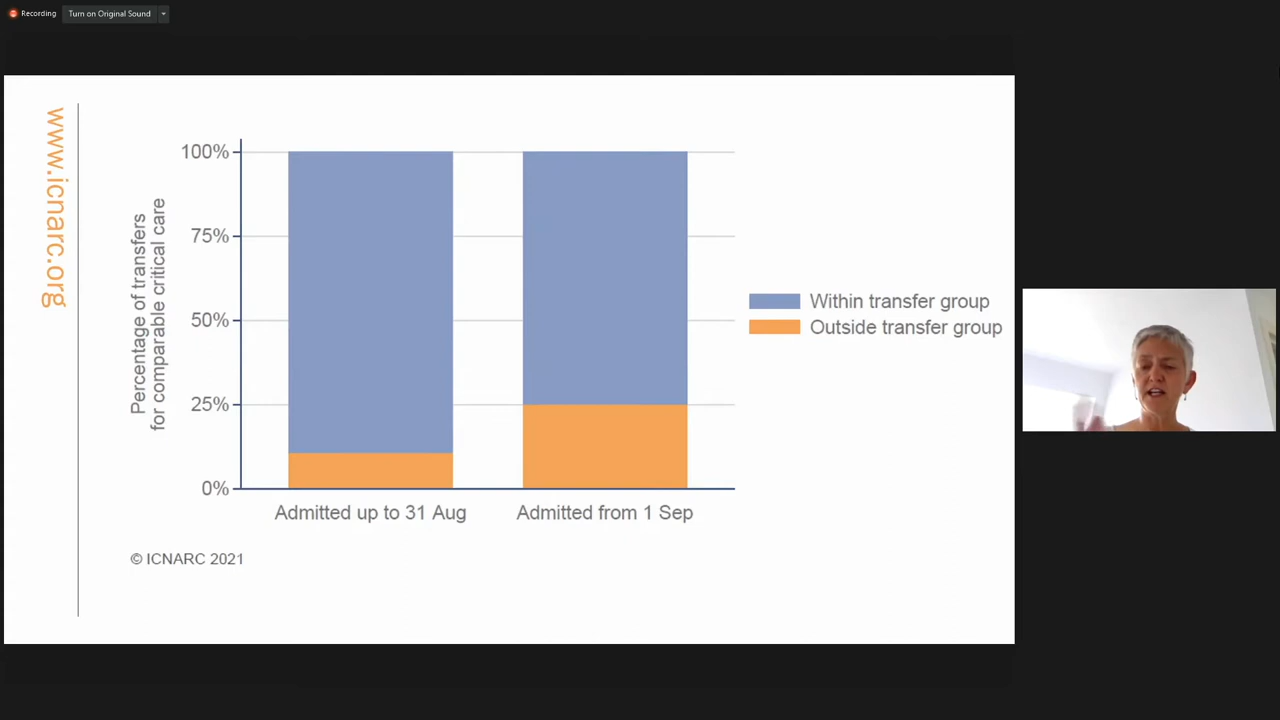 Recording
Turn on Original Sound
www.icnarc.org
Percentage of transfers
for comparable critical care
100%
75%
50%
25%
0%
Admitted up to 31 Aug
Admitted from 1 Sep
Within transfer group
Outside transfer group
© ICNARC 2021